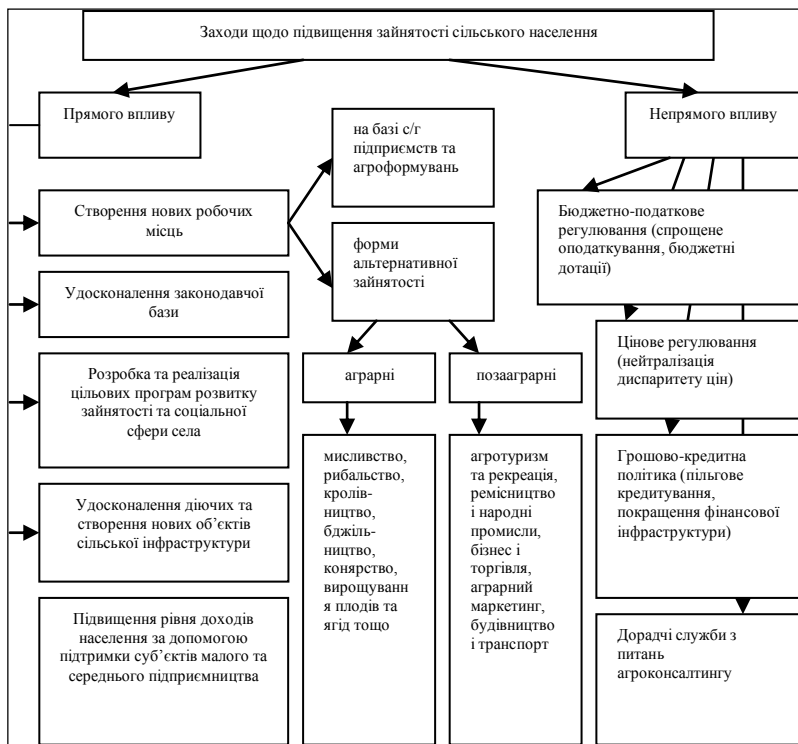 Заходи щодо підвищення зайнятості сільського населення
Прямого впливу
на базі с/г
підприємств та
агроформувань
Непрямого впливу
Створення нових робочих
місць
форми
альтернативної
зайнятості
Бюджетно-податкове
регулювання (спрощене
оподаткування, бюджетні
дотації)
Удосконалення законодавчої
бази
Цінове регулювання
(нейтралізація
диспаритету цін)
Розробка та реалізація
цільових програм розвитку
зайнятості та соціальної
сфери села
аграрні
позааграрні
мисливство,
рибальство,
кролів-
ництво,
бджіль-
ництво,
конярство,
вирощуванн
я плодів та
ягід тощо
агротуризм
та рекреація,
ремісництво
і народні
промисли,
бізнес і
торгівля,
аграрний
маркетинг,
будівництво
і транспорт
Грошово-кредитна
політика (пільгове
кредитування,
покращення фінансової
інфраструктури)
Удосконалення діючих та
створення нових об’єктів
сільської інфраструктури
Підвищення рівня доходів
населення за допомогою
підтримки суб’єктів малого та
середнього підприємництва
Дорадчі служби з
питань
агроконсалтингу